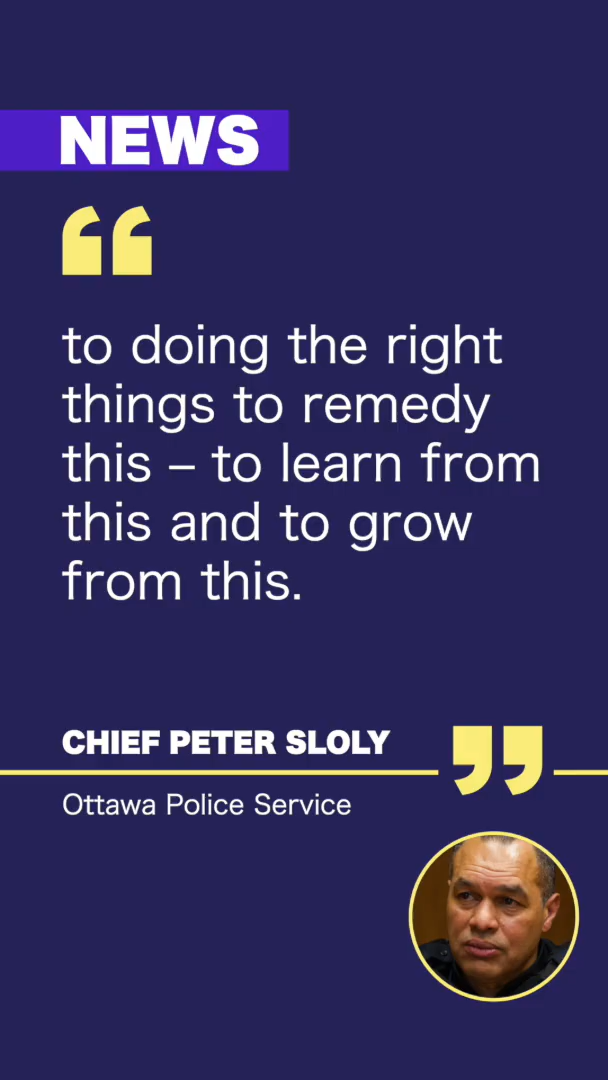 NEWS
“
to doing the right
things to remedy
this – to learn from
this and to grow
from this.
CHIEF PETER SLOLY
”
Ottawa Police Service